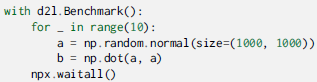 with d2l.Benchmark():
    for _ in range(10):
        a = np.random.normal(size=(1000, 1000))
        b = np.dot(a, a)
    npx.waitall()